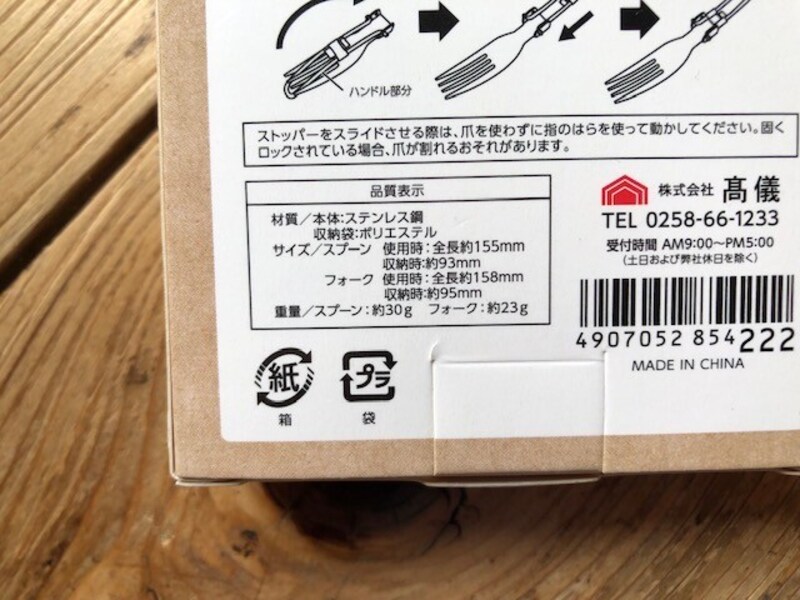 ハンドル部分
ストッパーをスライドさせる際は、爪を使わずに指のはらを使って動かしてください。固く
ロックされている場合、爪が割れるおそれがあります。
品質表示
材質/本体:ステンレス鋼
収納袋:ポリエステル
サイズ/スプーン 使用時:全長約155mm
収納時:約93mm
フォーク 使用時:全長約158mm
収納時:約95mm
重量/スプーン:約30g フォーク:約23g
株式会社 髙儀
TEL 0258-66-1233
受付時間 AM9:00〜PM5:00
(土日および弊社休日を除く)
4907052 854222
MADE IN CHINA
紙
箱
プラ
袋